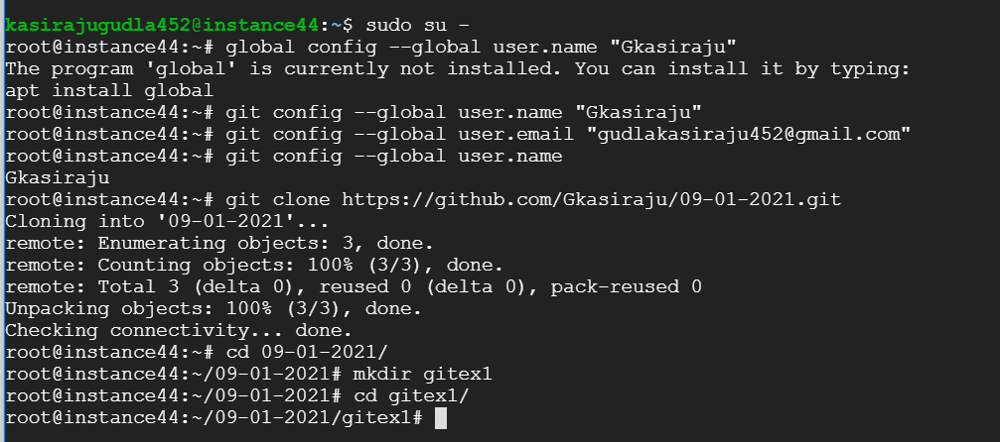 kasirajugudla452@instance44:~$ sudo su -
root@instance44:~# global config --global user.name "Gkasiraju"
The program 'global' is currently not installed. You can install it by typing:
apt install global
root@instance44:~# git config --global user.name "Gkasiraju"
root@instance44:~# git config --global user.email "gudlakasiraju452@gmail.com"
root@instance44:~# git config --global user.name
Gkasiraju
root@instance44:~# git clone https://github.com/Gkasiraju/09-01-2021.git
Cloning into '09-01-2021'...
remote: Enumerating objects: 3, done.
remote: Counting objects: 100% (3/3), done.
remote: Total 3 (delta 0), reused 0 (delta 0), pack-reused 0
Unpacking objects: 100% (3/3), done.
Checking connectivity... done.
root@instance44:~# cd 09-01-2021/
root@instance44:~/09-01-2021# mkdir gitex1
root@instance44:~/09-01-2021# cd gitex1/
root@instance44:~/09-01-2021/gitex1#